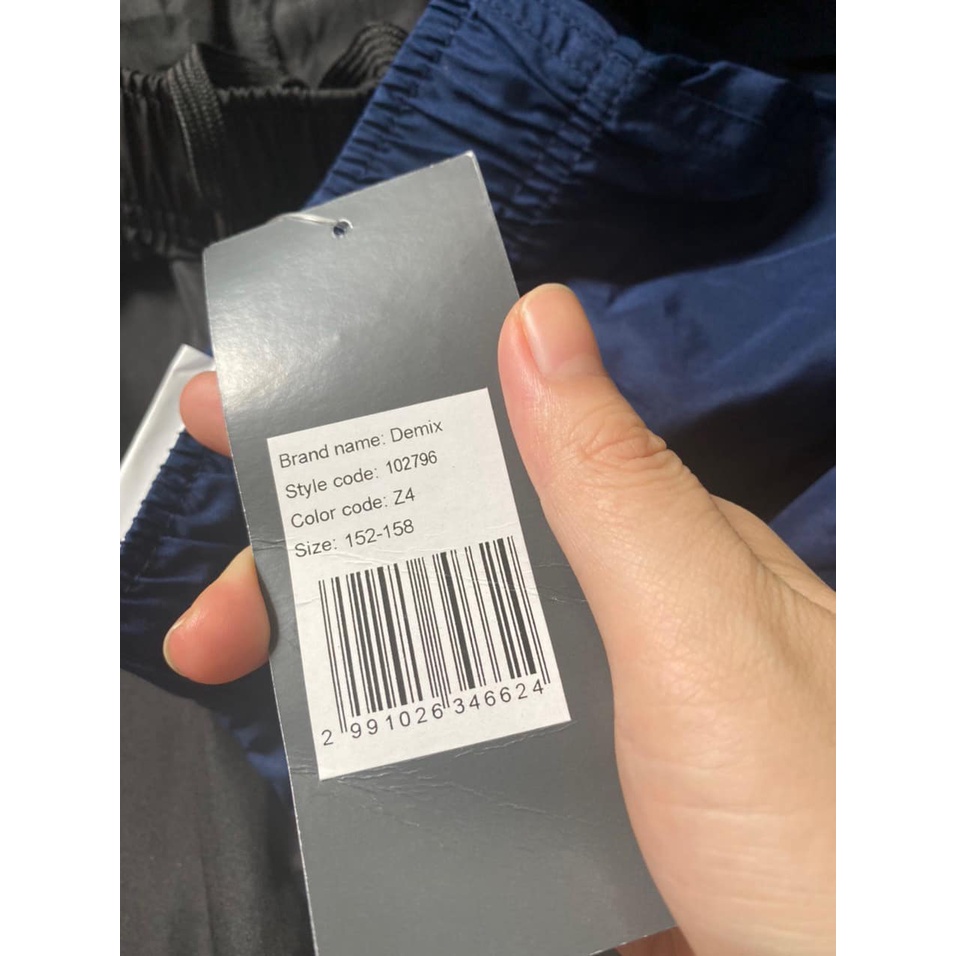 Brand name: Demix
Style code: 102796
Color code: Z4
Size: 152-158
2 991026 346624